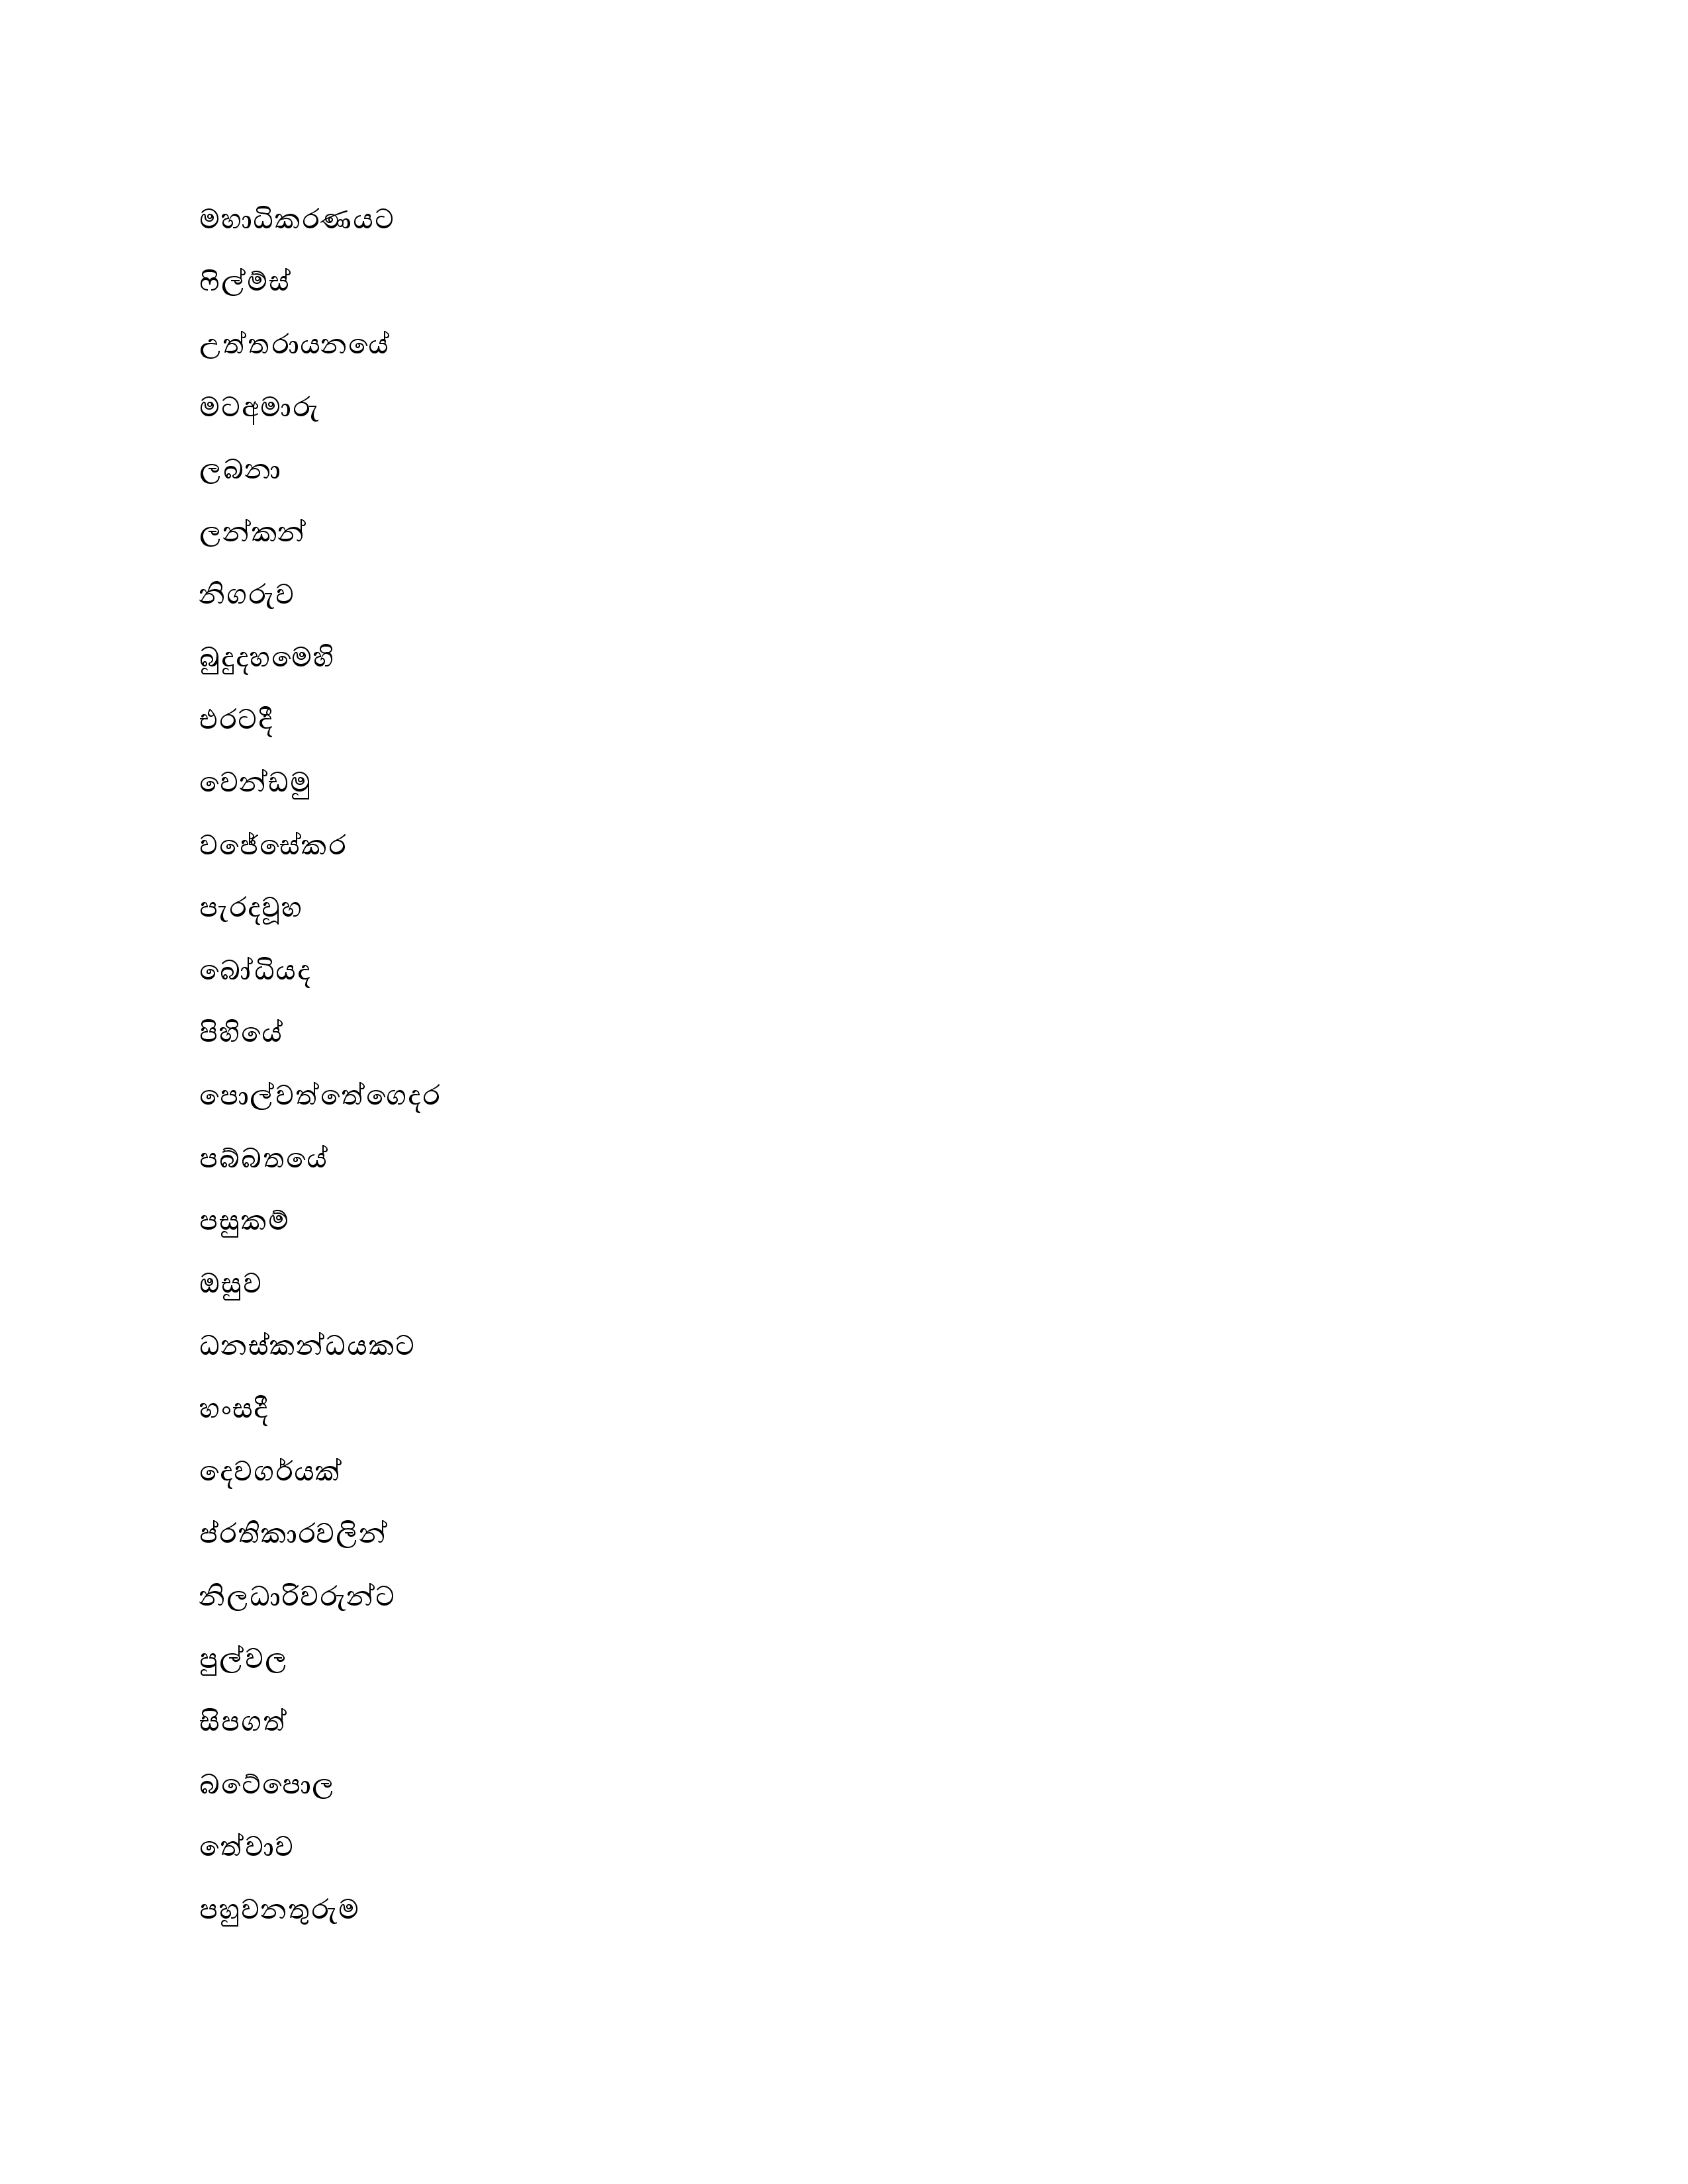 මහාධිකරණයට
ෆිල්ම්ස්
උත්තරායනයේ
මටඅමාරු
ලබනා
ලන්කන්
නිගරුව
බුදුදහමෙහි
එරටදී
වෙන්ඩමු
වජේසේකර
පැරදවූහ
බෝධියද
පිහියේ
පොල්වත්තේගෙදර
පබ්බතයේ
පසුකම්
ඔසුව
ධනස්කන්ධයකට
හංසදී
දෙවගර්යක්
ප්රතිකාරවලින්
නිලධාරිවරුන්ට
පුල්වල
සිපගත්
බටේපොල
තේවාව
පහුවනතුරුම